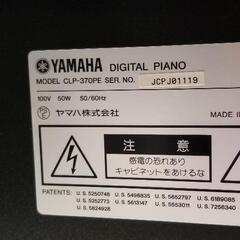 YAMAHA DIGITAL PIANO
MODEL CLP-370PE SER. NO. JCPJ01119
100V 50W 50/60Hz
ヤマハ株式会社
MADE
注意
感電の恐れあり
キャビネットをあけるな
PATENTS: U.S. 5250748 U.S. 5498835 U.S. 5652797 U.S. 6189085
U.S. 5252773 U.S. 5613147 U.S. 5553011 U.S. 7256340
U.S. 5824928